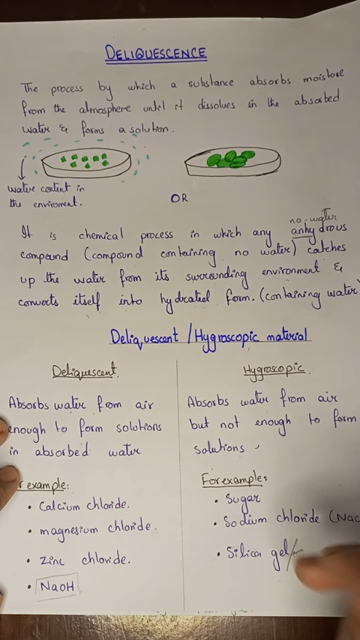 DELIQUESCENCE
The process by which a substance absorbs moisture
from the atmosphere until it dissolves in the absorbed
water & forms a solution.
water content in
the enviroment.
OR
no water
It is chemical process in which any anhydrous
compound (compound containing no water) catches
up the water from its surrounding environment &
converts itself into hydrated form. (containing water)
Deliquescent / Hygroscopic material
Deliquescent
Absorbs water from air
enough to form solutions
in absorbed water
example:
• Calcium chloride.
• magnesium chloride.
• Zinc chloride.
• NaOH
Hygroscopic
Absorbs water from air
but not enough to form
solutions.
For example:
• Sugar
• Sodium chloride (Nac
• Silica gel